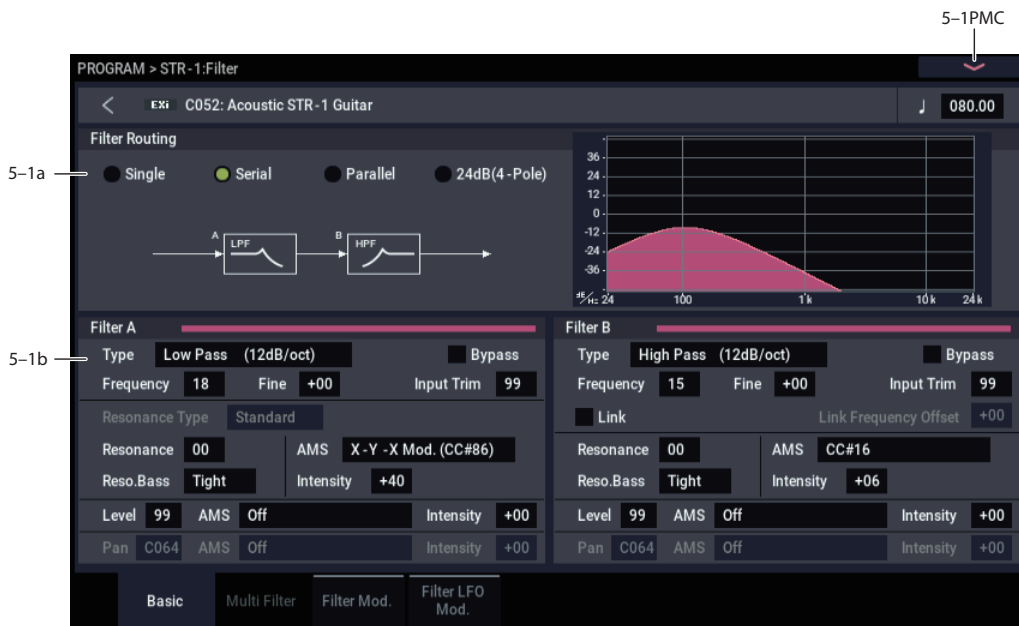 5–1PMC
PROGRAM > STR-1:Filter
EXi C052: Acoustic STR-1 Guitar ♩ 080.00
Filter Routing
5–1a
Single Serial Parallel 24dB(4-Pole)
A LPF B HPF
36
24
12
0
-12
-24
-36
dB/Hz 24 100 1k 10k 24k
Filter A
5–1b
Type Low Pass (12dB/oct) Bypass
Frequency 18 Fine +00 Input Trim 99
Resonance Type Standard
Resonance 00 AMS X-Y -X Mod. (CC#86)
Reso.Bass Tight Intensity +40
Level 99 AMS Off Intensity +00
Pan C064 AMS Off Intensity +00
Filter B
Type High Pass (12dB/oct) Bypass
Frequency 15 Fine +00 Input Trim 99
Link Link Frequency Offset +00
Resonance 00 AMS CC#16
Reso.Bass Tight Intensity +06
Level 99 AMS Off Intensity +00
Pan C064 AMS Off Intensity +00
Basic Multi Filter Filter Mod. Filter LFO
Mod.